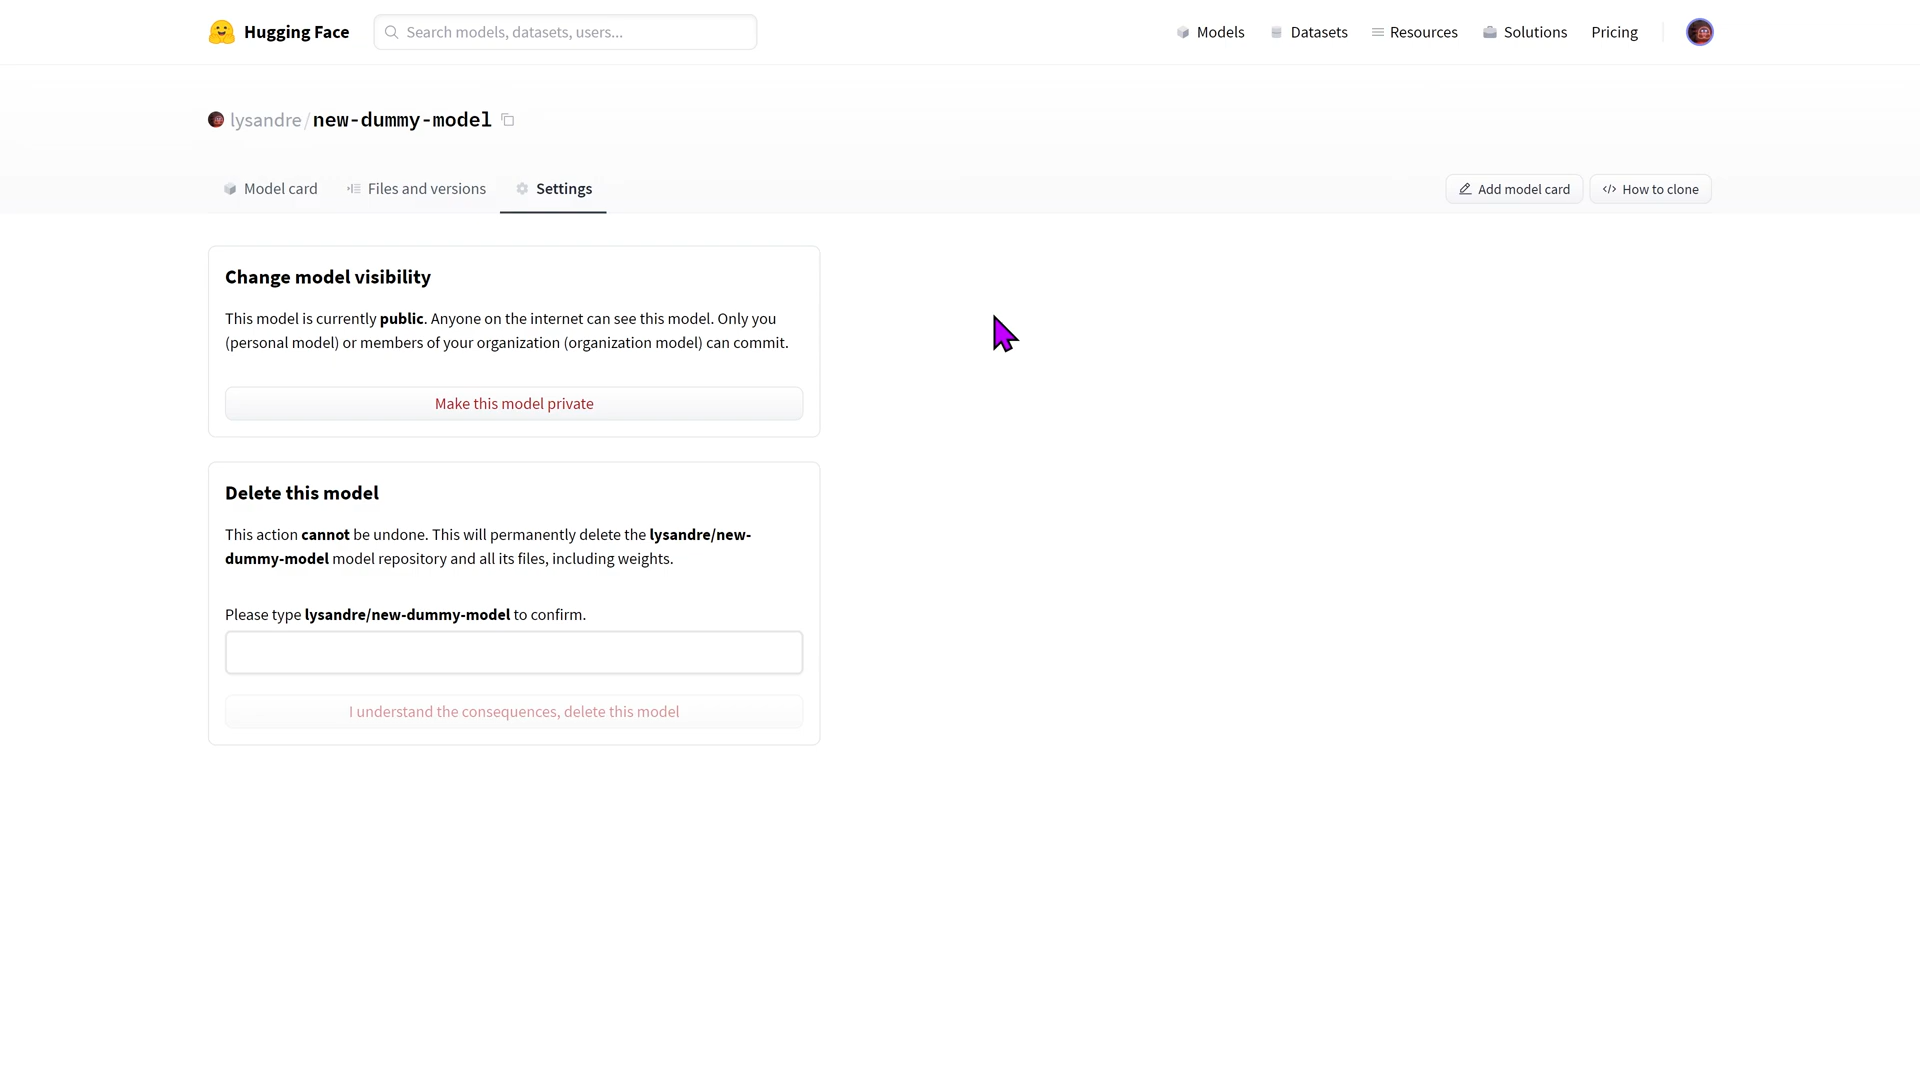 Hugging Face
Search models, datasets, users...
Models
Datasets
Resources
Solutions
Pricing
lysandre/new-dummy-model
Model card
Files and versions
Settings
Add model card
How to clone
Change model visibility
This model is currently public. Anyone on the internet can see this model. Only you
(personal model) or members of your organization (organization model) can commit.
Make this model private
Delete this model
This action cannot be undone. This will permanently delete the lysandre/new-
dummy-model model repository and all its files, including weights.
Please type lysandre/new-dummy-model to confirm.
I understand the consequences, delete this model